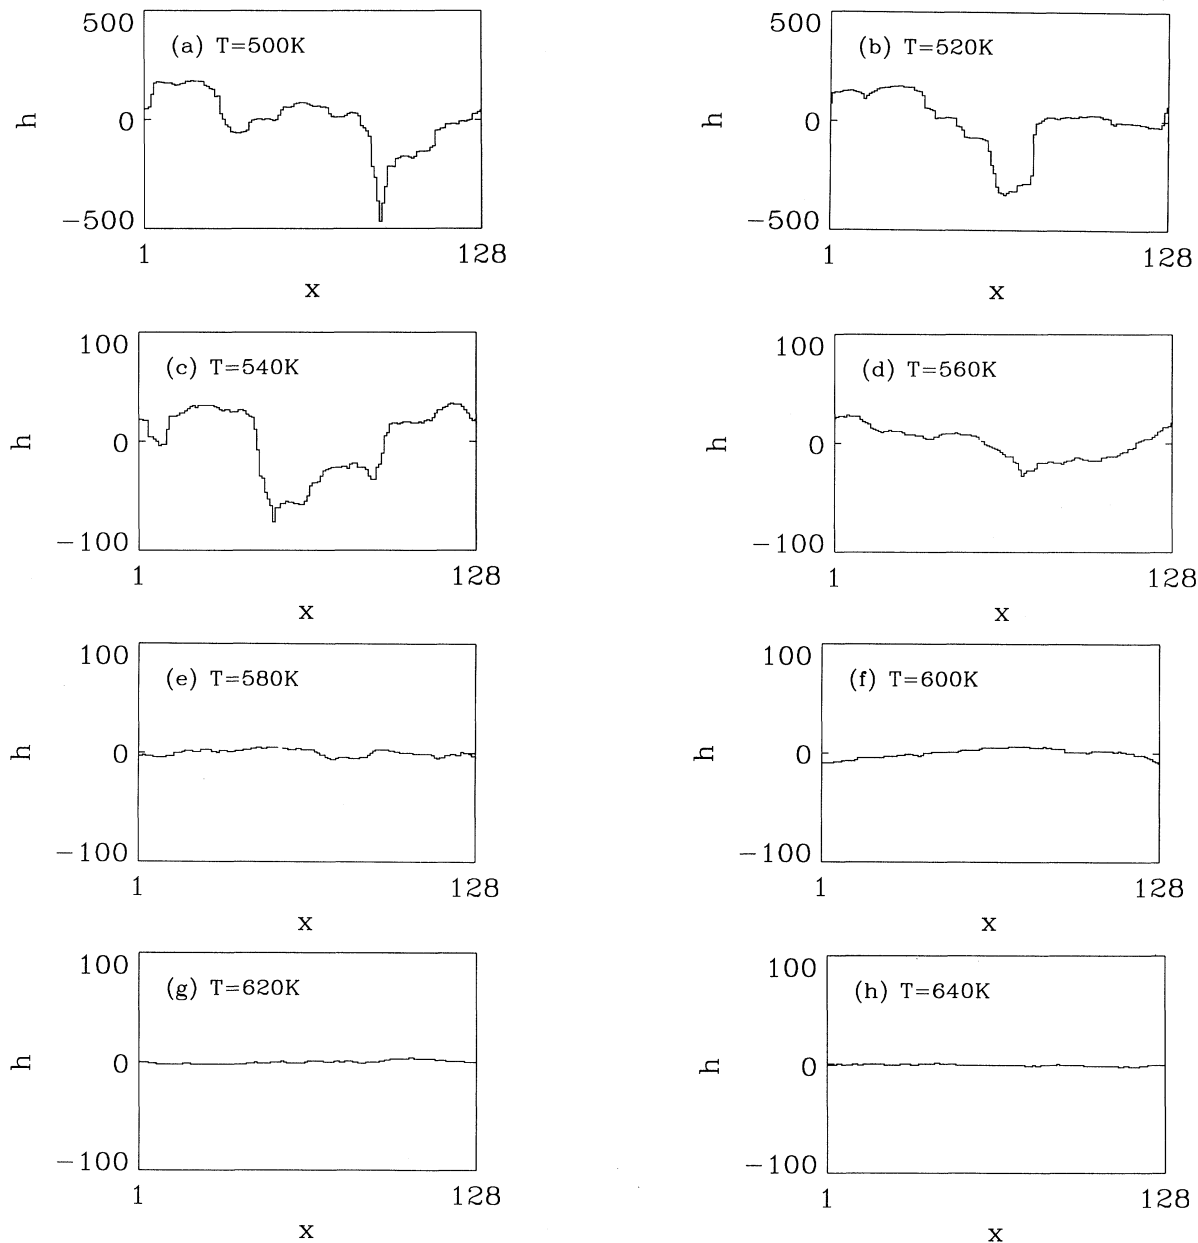 500
(a) T=500K
h
0
−500
1
128
x
500
(b) T=520K
h
0
−500
1
128
x
100
(c) T=540K
h
0
−100
1
128
x
100
(d) T=560K
h
0
−100
1
128
x
100
(e) T=580K
h
0
−100
1
128
x
100
(f) T=600K
h
0
−100
1
128
x
100
(g) T=620K
h
0
−100
1
128
x
100
(h) T=640K
h
0
−100
1
128
x